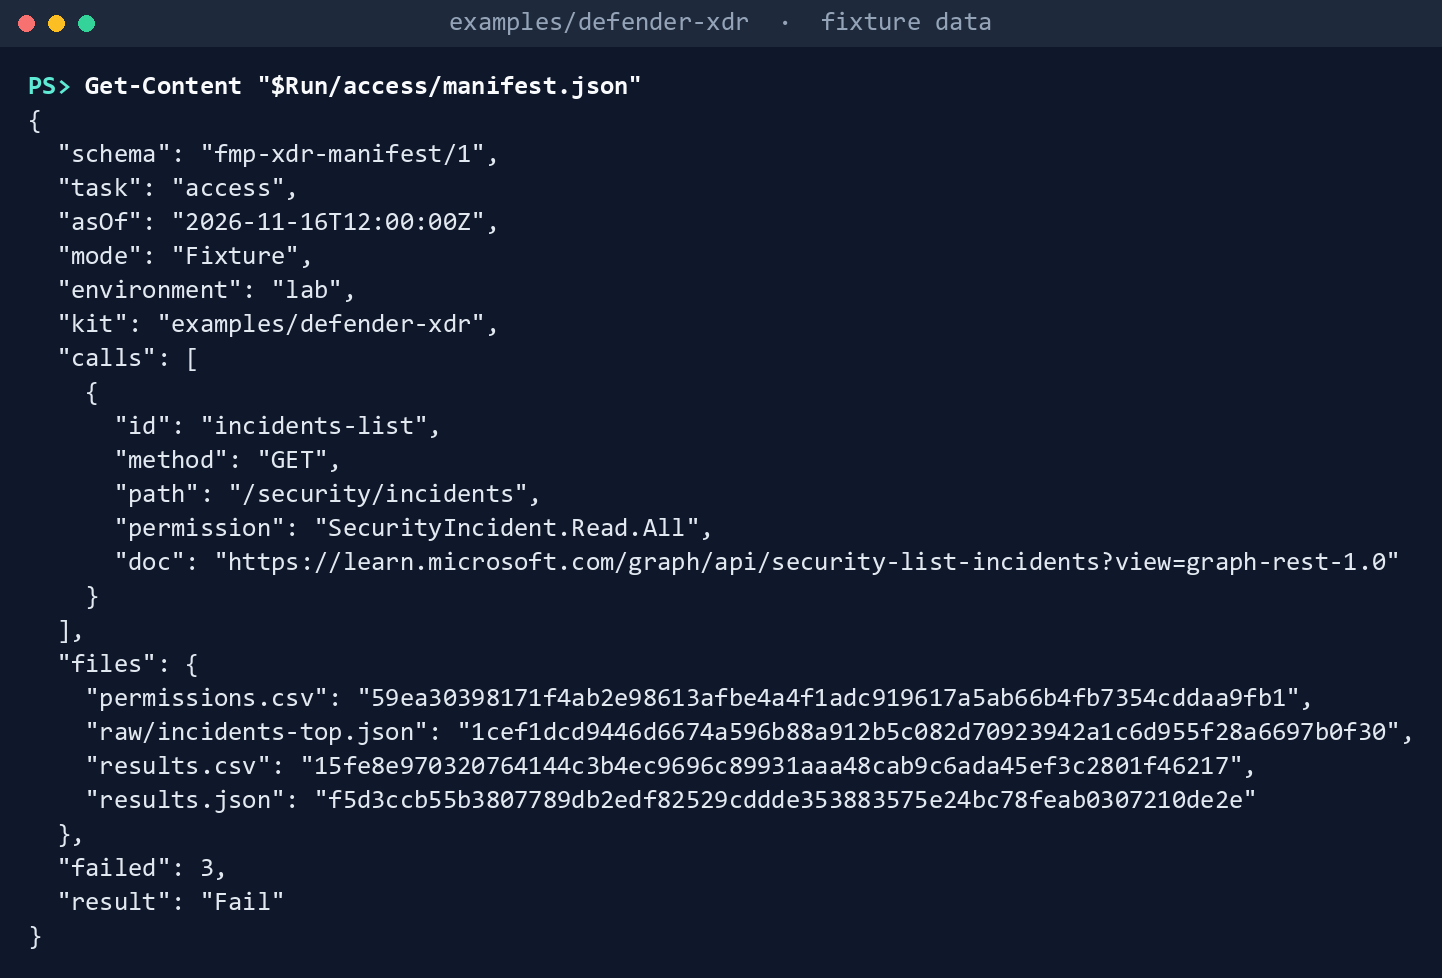 examples/defender-xdr · fixture data
PS> Get-Content "$Run/access/manifest.json"
{
  "schema": "fmp-xdr-manifest/1",
  "task": "access",
  "asOf": "2026-11-16T12:00:00Z",
  "mode": "Fixture",
  "environment": "lab",
  "kit": "examples/defender-xdr",
  "calls": [
    {
      "id": "incidents-list",
      "method": "GET",
      "path": "/security/incidents",
      "permission": "SecurityIncident.Read.All",
      "doc": "https://learn.microsoft.com/graph/api/security-list-incidents?view=graph-rest-1.0"
    }
  ],
  "files": {
    "permissions.csv": "59ea30398171f4ab2e98613afbe4a4f1adc919617a5ab66b4fb7354cddaa9fb1",
    "raw/incidents-top.json": "1cef1dcd9446d6674a596b88a912b5c082d70923942a1c6d955f28a6697b0f30",
    "results.csv": "15fe8e970320764144c3b4ec9696c89931aaa48cab9c6ada45ef3c2801f46217",
    "results.json": "f5d3ccb55b3807789db2edf82529cddde353883575e24bc78feab0307210de2e"
  },
  "failed": 3,
  "result": "Fail"
}